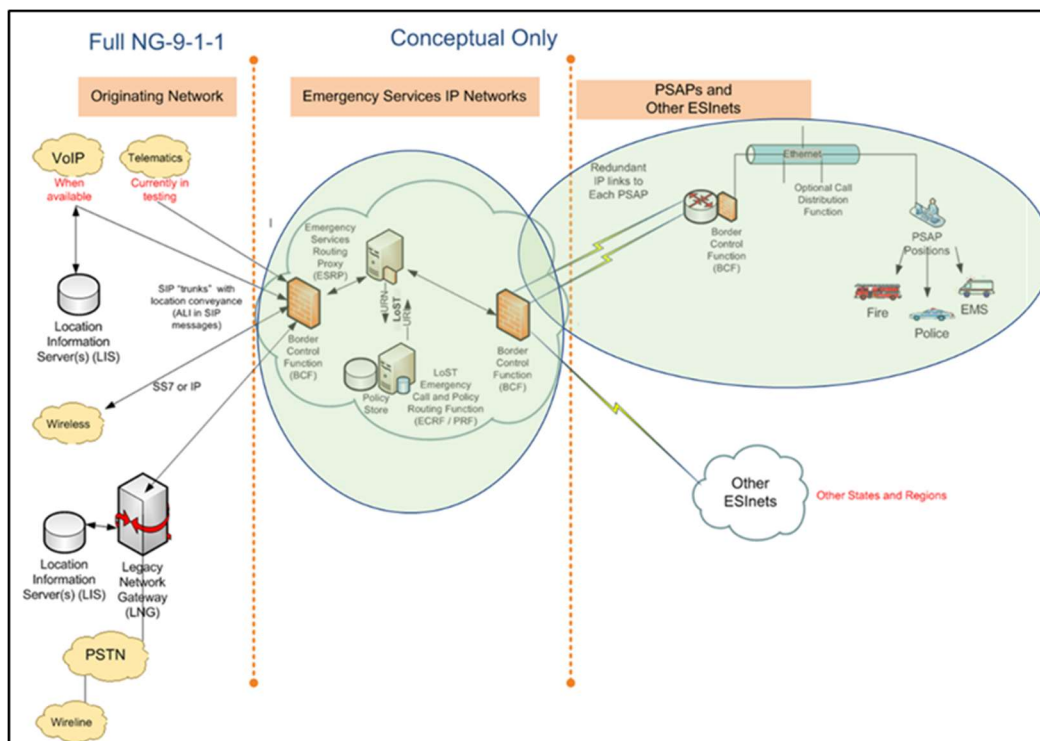 Full NG-9-1-1
Conceptual Only
Originating Network
Emergency Services IP Networks
PSAPs and
Other ESInets
VoIP
When
available
Telematics
Currently in
testing
Location
Information
Server(s) (LIS)
SIP “trunks” with
location conveyance
(ALI in SIP
messages)
SS7 or IP
Wireless
Location
Information
Server(s) (LIS)
Legacy
Network
Gateway
(LNG)
PSTN
Wireline
I
Emergency
Services
Routing
Proxy
(ESRP)
URN
LoST
Border
Control
Function
(BCF)
Policy
Store
LoST
Emergency
Call and Policy
Routing Function
(ECRF / PRF)
Border
Control
Function
(BCF)
Redundant
IP links to
Each PSAP
Ethernet
Optional Call
Distribution
Function
Border
Control
Function
(BCF)
PSAP
Positions
Fire
Police
EMS
Other
ESInets
Other States and Regions